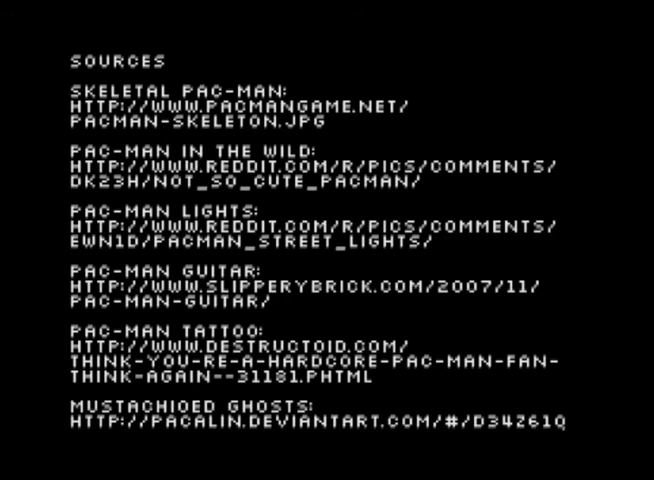 SOURCES
SKELETAL PAC-MAN:
HTTP://WWW.PACMANGAME.NET/
PACMAN-SKELETON.JPG
PAC-MAN IN THE WILD:
HTTP://WWW.REDDIT.COM/R/PICS/COMMENTS/
DK23H/NOT_SO_CUTE_PACMAN/
PAC-MAN LIGHTS:
HTTP://WWW.REDDIT.COM/R/PICS/COMMENTS/
EWN1D/PACMAN_STREET_LIGHTS/
PAC-MAN GUITAR:
HTTP://WWW.SLIPPERYBRICK.COM/2007/11/
PAC-MAN-GUITAR/
PAC-MAN TATTOO:
HTTP://WWW.DESTRUCTOID.COM/
THINK-YOU-RE-A-HARDCORE-PAC-MAN-FAN-
THINK-AGAIN--31181.PHTML
MUSTACHIOED GHOSTS:
HTTP://PACALIN.DEVIANTART.COM/#/D34Z61Q